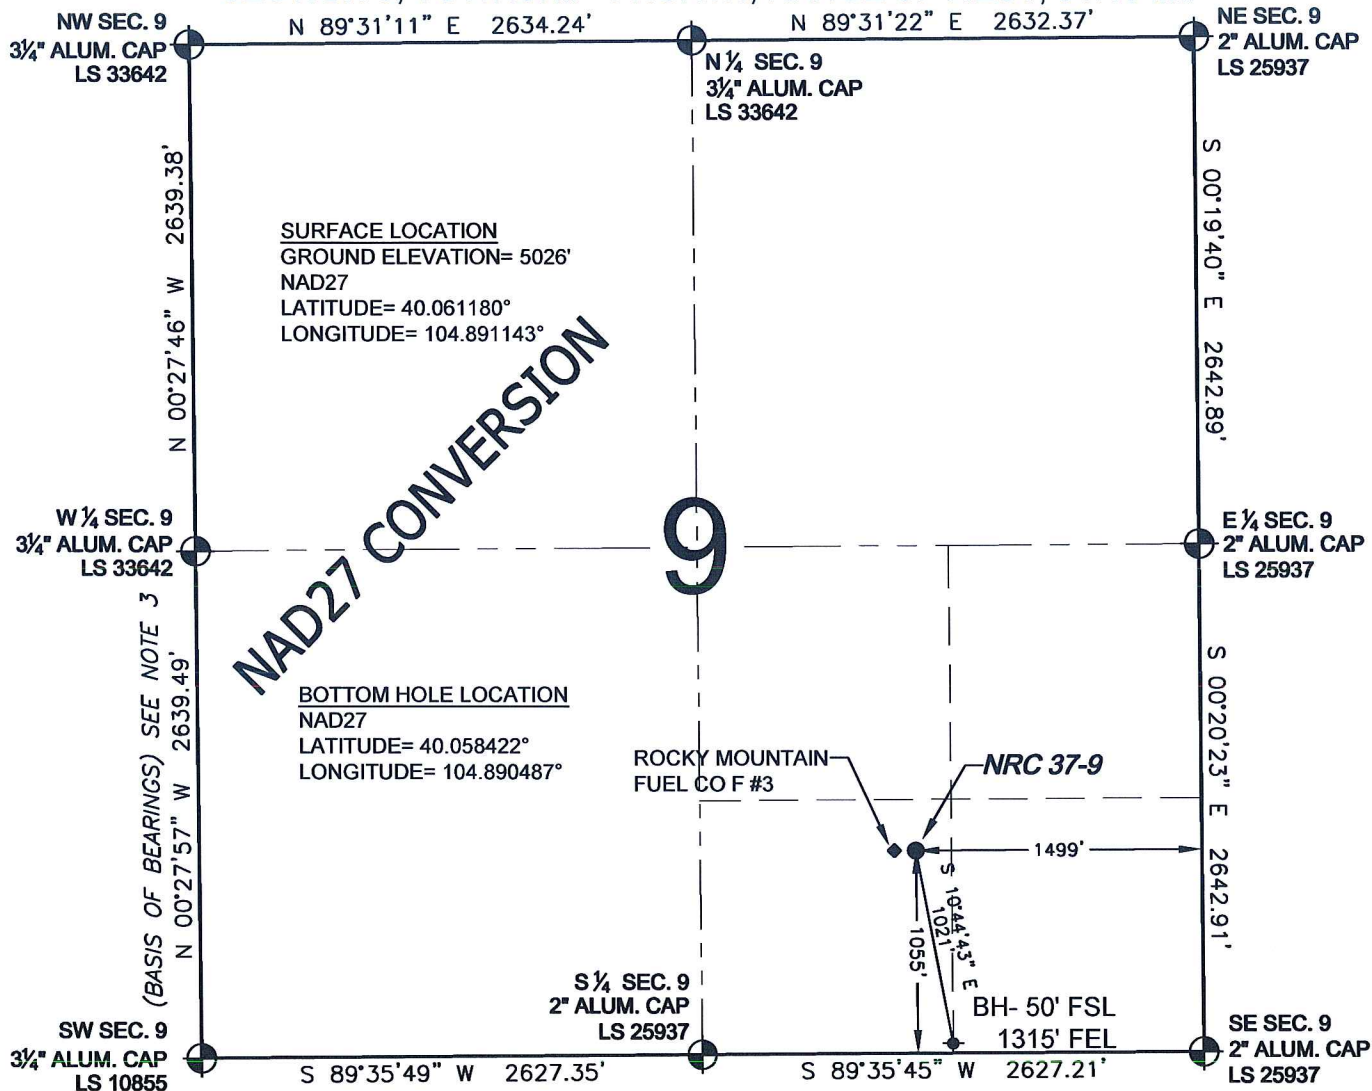 NW SEC. 9
3¼" ALUM. CAP
LS 33642
N 89°31'11" E 2634.24'
N 89°31'22" E 2632.37'
NE SEC. 9
2" ALUM. CAP
LS 25937
N ¼ SEC. 9
3¼" ALUM. CAP
LS 33642
N 00°27'46" W 2639.38'
S 00°19'40" E 2642.89'
SURFACE LOCATION
GROUND ELEVATION= 5026'
NAD27
LATITUDE= 40.061180°
LONGITUDE= 104.891143°
NAD27 CONVERSION
9
W ¼ SEC. 9
3¼" ALUM. CAP
LS 33642
E ¼ SEC. 9
2" ALUM. CAP
LS 25937
(BASIS OF BEARINGS) SEE NOTE 3
N 00°27'57" W 2639.49'
S 00°20'23" E 2642.91'
BOTTOM HOLE LOCATION
NAD27
LATITUDE= 40.058422°
LONGITUDE= 104.890487°
ROCKY MOUNTAIN
FUEL CO F #3
NRC 37-9
1499'
S 10°44'43" E
1021'
1055'
BH- 50' FSL
1315' FEL
S ¼ SEC. 9
2" ALUM. CAP
LS 25937
SW SEC. 9
3¼" ALUM. CAP
LS 10855
S 89°35'49" W 2627.35'
S 89°35'45" W 2627.21'
SE SEC. 9
2" ALUM. CAP
LS 25937